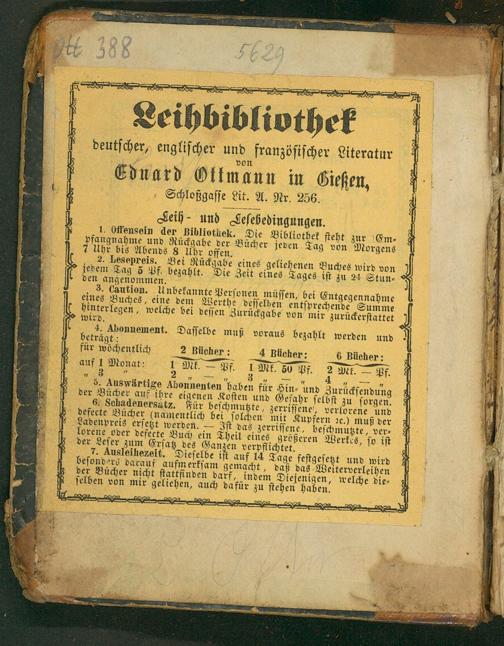 Ott 388
5629
Leihbibliothek
deutscher, englischer und französischer Literatur
von
Eduard Ottmann in Gießen,
Schloßgasse Lit. A. Nr. 256.
Leih- und Lesebedingungen.
1. Offensein der Bibliothek. Die Bibliothek steht zur Em-
pfangnahme und Rückgabe der Bücher jeden Tag von Morgens
7 Uhr bis Abends 8 Uhr offen.
2. Lesepreis. Bei Rückgabe eines geliehenen Buches wird von
jedem Tag 5 Pf. bezahlt. Die Zeit eines Tages ist zu 24 Stun-
den angenommen.
3. Caution. Unbekannte Personen müssen, bei Entgegennahme
eines Buches, eine dem Werthe desselben entsprechende Summe
hinterlegen, welche bei dessen Zurückgabe von mir zurückerstattet
wird.
4. Abonnement. Dasselbe muß voraus bezahlt werden und
beträgt:
für wöchentlich 2 Bücher: 4 Bücher: 6 Bücher:
auf 1 Monat: 1 Mk. — Pf. 1 Mk. 50 Pf. 2 Mk. — Pf.
„ 3 „ 2 „ — „ 3 „ — „ 4 „ — „
5. Auswärtige Abonnenten haben für Hin- und Zurücksendung
der Bücher auf ihre eigenen Kosten und Gefahr selbst zu sorgen.
6. Schadenersatz. Für beschmutzte, zerrissene, verlorene und
defecte Bücher (namentlich bei solchen mit Kupfern ꝛc.) muß der
Ladenpreis ersetzt werden. — Ist das zerrissene, beschmutzte, ver-
lorene oder defecte Buch ein Theil eines größeren Werkes, so ist
der Leser zum Ersatz des Ganzen verpflichtet.
7. Ausleihezeit. Dieselbe ist auf 14 Tage festgesetzt und wird
besonders darauf aufmerksam gemacht, daß das Weiterverleihen
der Bücher nicht stattfinden darf, indem Diejenigen, welche die-
selben von mir geliehen, auch dafür zu stehen haben.